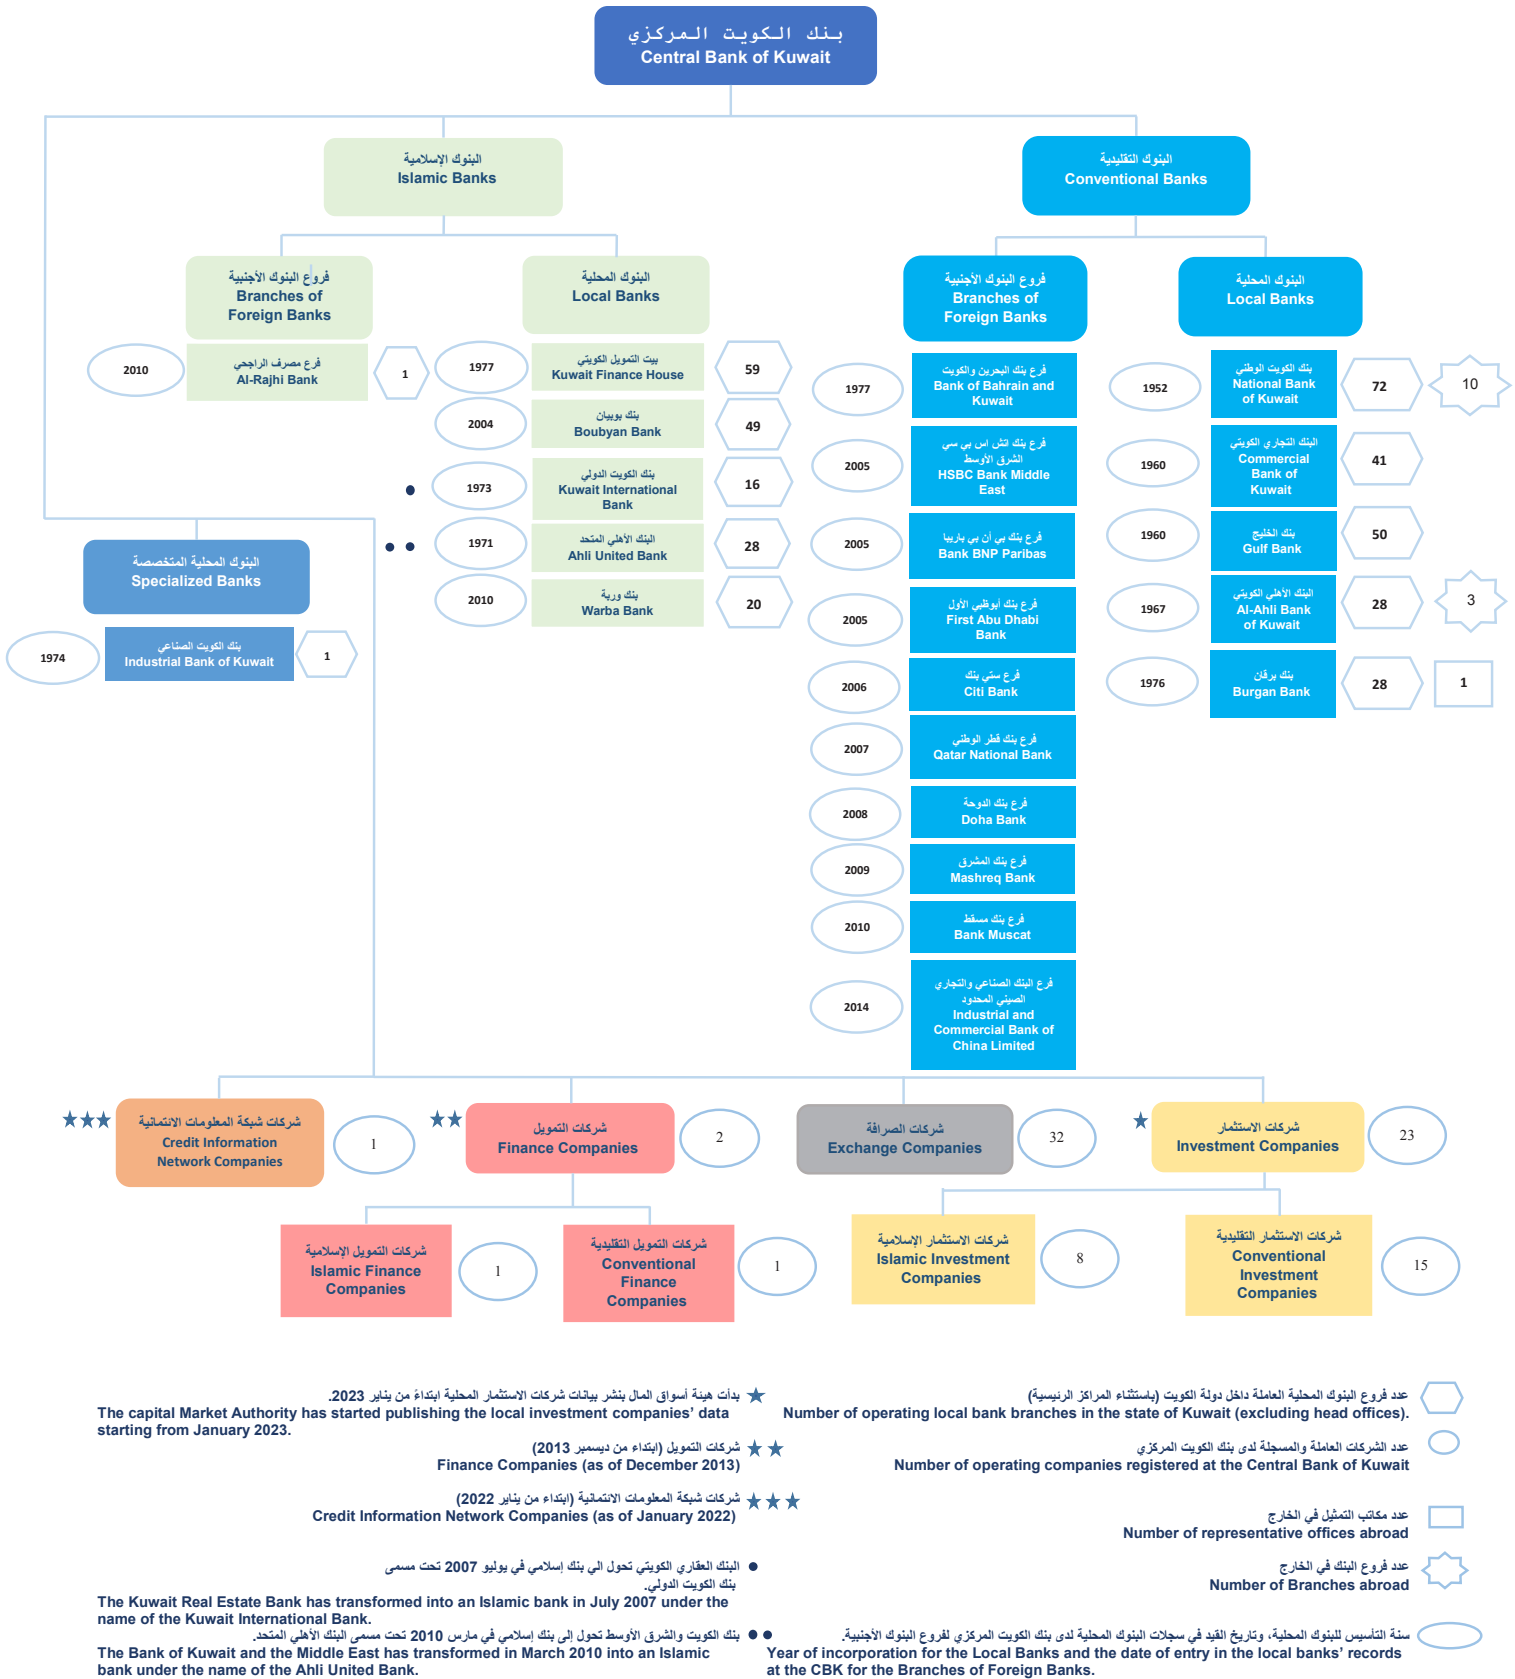 بنك الكويت المركزي
Central Bank of Kuwait
البنوك الإسلامية
Islamic Banks
البنوك التقليدية
Conventional Banks
فروع البنوك الأجنبية
Branches of
Foreign Banks
البنوك المحلية
Local Banks
فروع البنوك الأجنبية
Branches of
Foreign Banks
البنوك المحلية
Local Banks
2010
فرع مصرف الراجحي
Al-Rajhi Bank
1
1977
بيت التمويل الكويتي
Kuwait Finance House
59
2004
بنك بوبيان
Boubyan Bank
49
1973
بنك الكويت الدولي
Kuwait International
Bank
16
1971
البنك الأهلي المتحد
Ahli United Bank
28
2010
بنك وربة
Warba Bank
20
البنوك المحلية المتخصصة
Specialized Banks
1974
بنك الكويت الصناعي
Industrial Bank of Kuwait
1
1977
فرع بنك البحرين والكويت
Bank of Bahrain and
Kuwait
2005
فرع بنك اتش اس بي سي
الشرق الأوسط
HSBC Bank Middle
East
2005
فرع بنك بي أن بي باريبا
Bank BNP Paribas
2005
فرع بنك أبوظبي الأول
First Abu Dhabi
Bank
2006
فرع ستي بنك
Citi Bank
2007
فرع بنك قطر الوطني
Qatar National Bank
2008
فرع بنك الدوحة
Doha Bank
2009
فرع بنك المشرق
Mashreq Bank
2010
فرع بنك مسقط
Bank Muscat
2014
فرع البنك الصناعي والتجاري
الصيني المحدود
Industrial and
Commercial Bank of
China Limited
1952
بنك الكويت الوطني
National Bank
of Kuwait
72
10
1960
البنك التجاري الكويتي
Commercial
Bank of
Kuwait
41
1960
بنك الخليج
Gulf Bank
50
1967
البنك الأهلي الكويتي
Al-Ahli Bank
of Kuwait
28
3
1976
بنك برقان
Burgan Bank
28
1
شركات شبكة المعلومات الائتمانية
Credit Information
Network Companies
1
شركات التمويل
Finance Companies
2
شركات الصرافة
Exchange Companies
32
شركات الاستثمار
Investment Companies
23
شركات التمويل الإسلامية
Islamic Finance
Companies
1
شركات التمويل التقليدية
Conventional
Finance
Companies
1
شركات الاستثمار الإسلامية
Islamic Investment
Companies
8
شركات الاستثمار التقليدية
Conventional
Investment
Companies
15
بدأت هيئة أسواق المال بنشر بيانات شركات الاستثمار المحلية ابتداءً من يناير 2023.
The capital Market Authority has started publishing the local investment companies’ data
starting from January 2023.
شركات التمويل (ابتداء من ديسمبر 2013)
Finance Companies (as of December 2013)
شركات شبكة المعلومات الائتمانية (ابتداء من يناير 2022)
Credit Information Network Companies (as of January 2022)
البنك العقاري الكويتي تحول الي بنك إسلامي في يوليو 2007 تحت مسمى
بنك الكويت الدولي.
The Kuwait Real Estate Bank has transformed into an Islamic bank in July 2007 under the
name of the Kuwait International Bank.
بنك الكويت والشرق الأوسط تحول إلى بنك إسلامي في مارس 2010 تحت مسمى البنك الأهلي المتحد.
The Bank of Kuwait and the Middle East has transformed in March 2010 into an Islamic
bank under the name of the Ahli United Bank.
عدد فروع البنوك المحلية العاملة داخل دولة الكويت (باستثناء المراكز الرئيسية)
Number of operating local bank branches in the state of Kuwait (excluding head offices).
عدد الشركات العاملة والمسجلة لدى بنك الكويت المركزي
Number of operating companies registered at the Central Bank of Kuwait
عدد مكاتب التمثيل في الخارج
Number of representative offices abroad
عدد فروع البنك في الخارج
Number of Branches abroad
سنة التأسيس للبنوك المحلية، وتاريخ القيد في سجلات البنوك المحلية لدى بنك الكويت المركزي لفروع البنوك الأجنبية.
Year of incorporation for the Local Banks and the date of entry in the local banks’ records
at the CBK for the Branches of Foreign Banks.